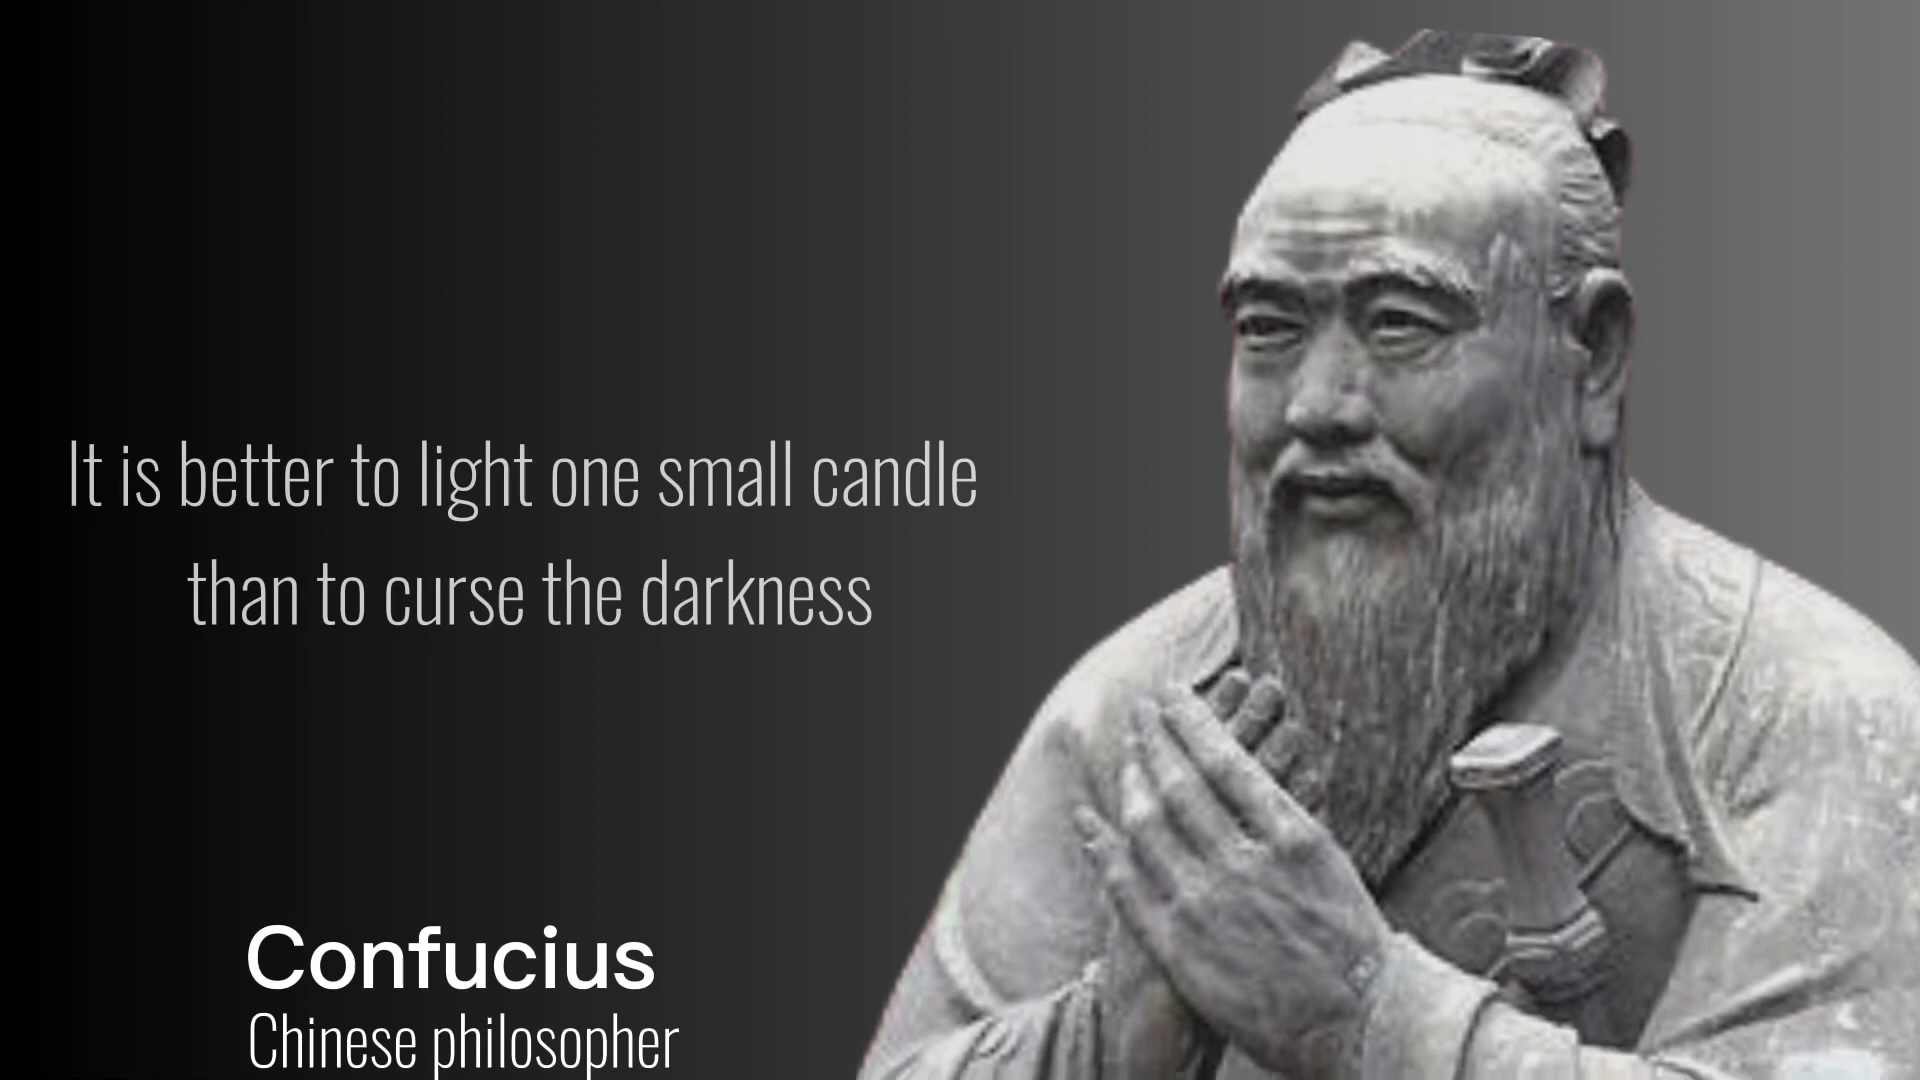 It is better to light one small candle
than to curse the darkness
Confucius
Chinese philosopher